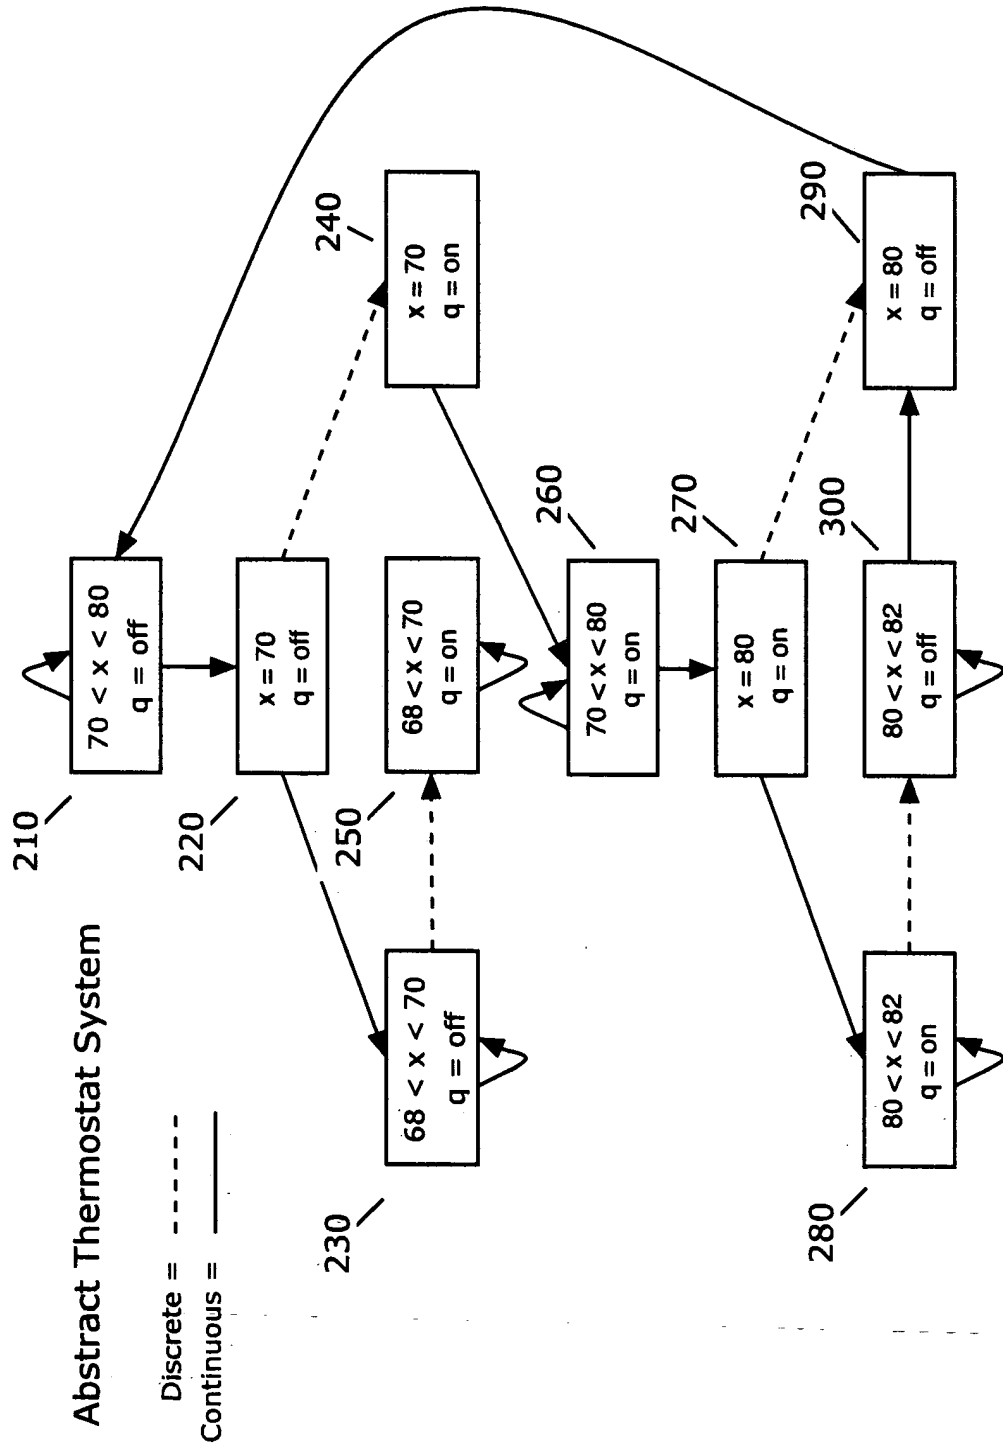 Abstract Thermostat System
Discrete =
Continuous =
210
70 < x < 80
q = off
220
x = 70
q = off
230
68 < x < 70
q = off
240
x = 70
q = on
250
68 < x < 70
q = on
260
70 < x < 80
q = on
270
x = 80
q = on
280
80 < x < 82
q = on
290
x = 80
q = off
300
80 < x < 82
q = off